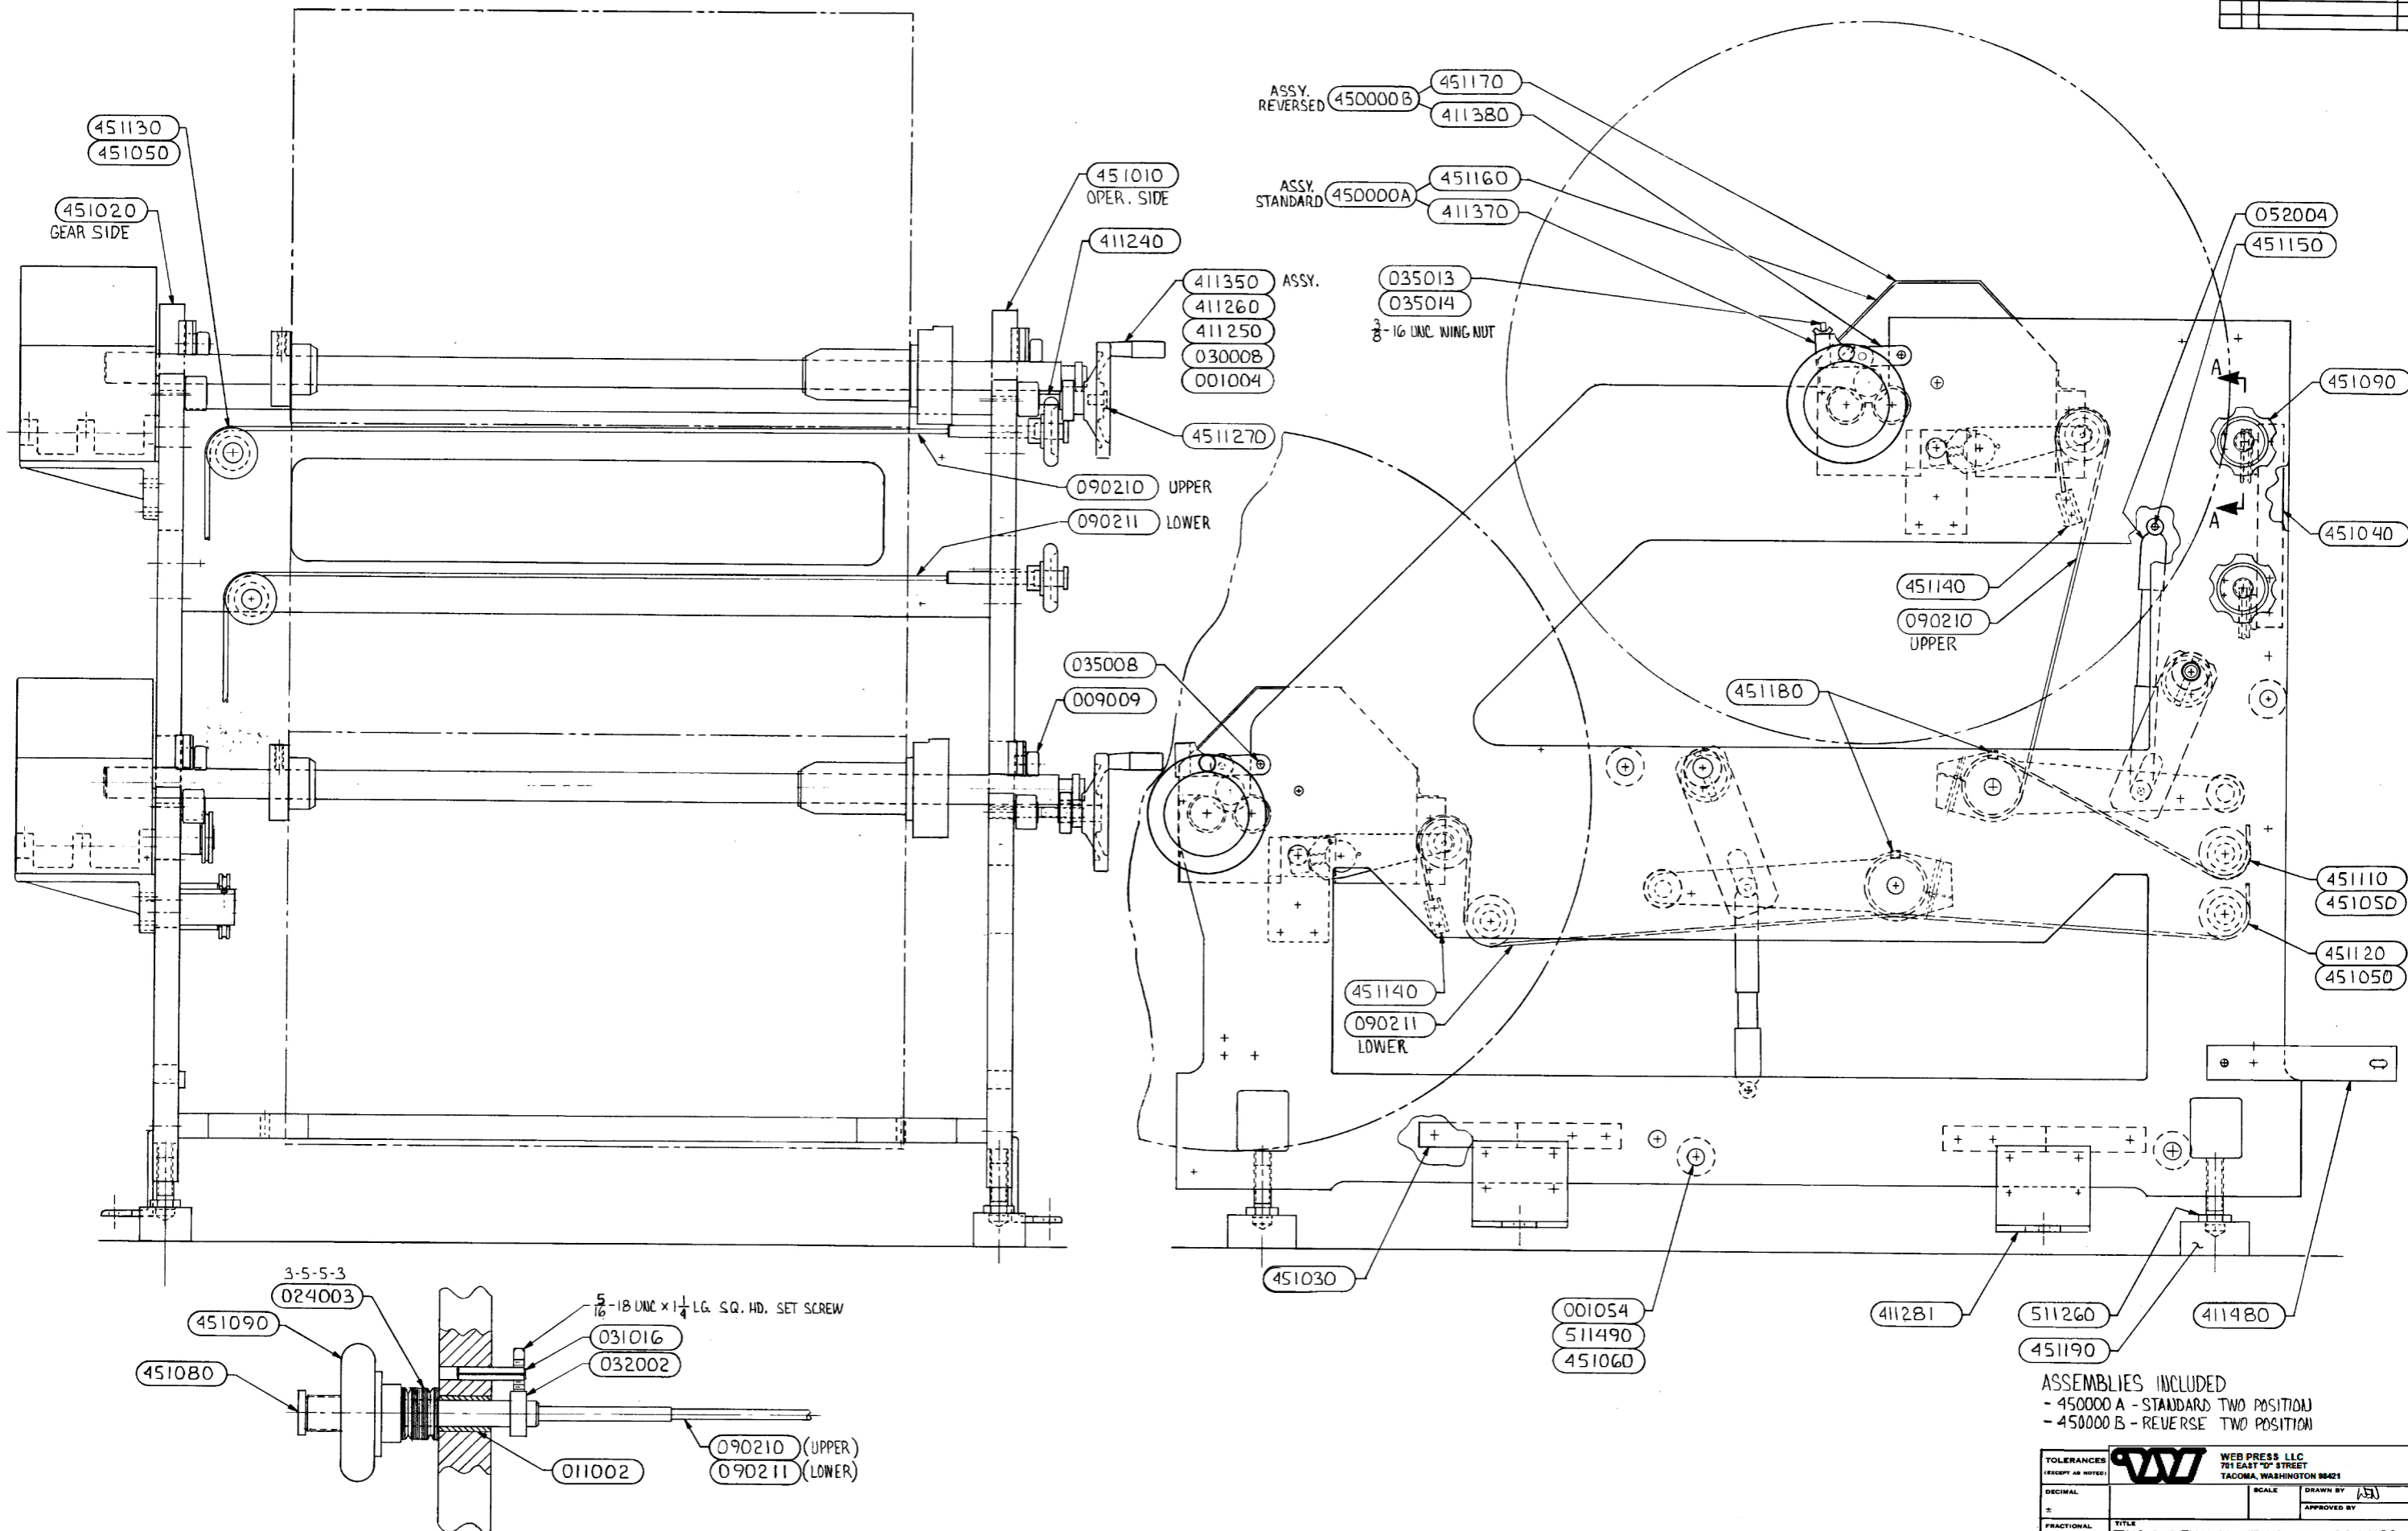 451130
451050
451020
GEAR SIDE
451010
OPER. SIDE
411240
411350 ASSY.
411260
411250
030008
001004
4511270
090210 UPPER
090211 LOWER
035008
009009
ASSY. REVERSED 450000B
451170
411380
ASSY. STANDARD 450000A
451160
411370
035013
035014
3/8-16 UNC WING NUT
052004
451150
A
451090
A
451040
451140
090210
UPPER
451180
451110
451050
451120
451050
451140
090211
LOWER
451030
001054
511490
451060
411281
511260
451190
411480
3-5-5-3
024003
451090
451080
5/16-18 UNC × 1 1/4 LG. SQ. HD. SET SCREW
031016
032002
090210 (UPPER)
090211 (LOWER)
011002
ASSEMBLIES INCLUDED
- 450000 A - STANDARD TWO POSITION
- 450000 B - REVERSE TWO POSITION
TOLERANCES
(EXCEPT AS NOTED)
WEB PRESS LLC
701 EAST "D" STREET
TACOMA, WASHINGTON 98421
DECIMAL
±
SCALE
DRAWN BY
APPROVED BY
FRACTIONAL
TITLE